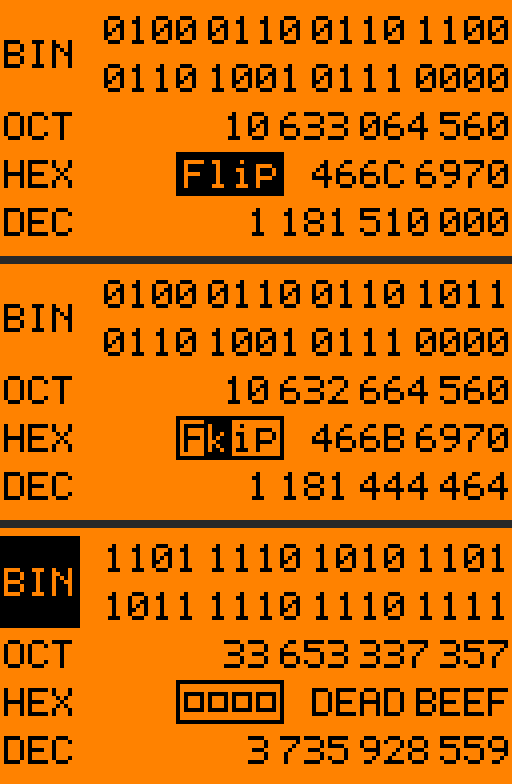 BIN 0100 0110 0110 1100
0110 1001 0111 0000
OCT 10 633 064 560
HEX Flip 466C 6970
DEC 1 181 510 000
BIN 0100 0110 0110 1011
0110 1001 0111 0000
OCT 10 632 664 560
HEX Fkip 466B 6970
DEC 1 181 444 464
BIN 1101 1110 1010 1101
1011 1110 1110 1111
OCT 33 653 337 357
HEX □□□□ DEAD BEEF
DEC 3 735 928 559